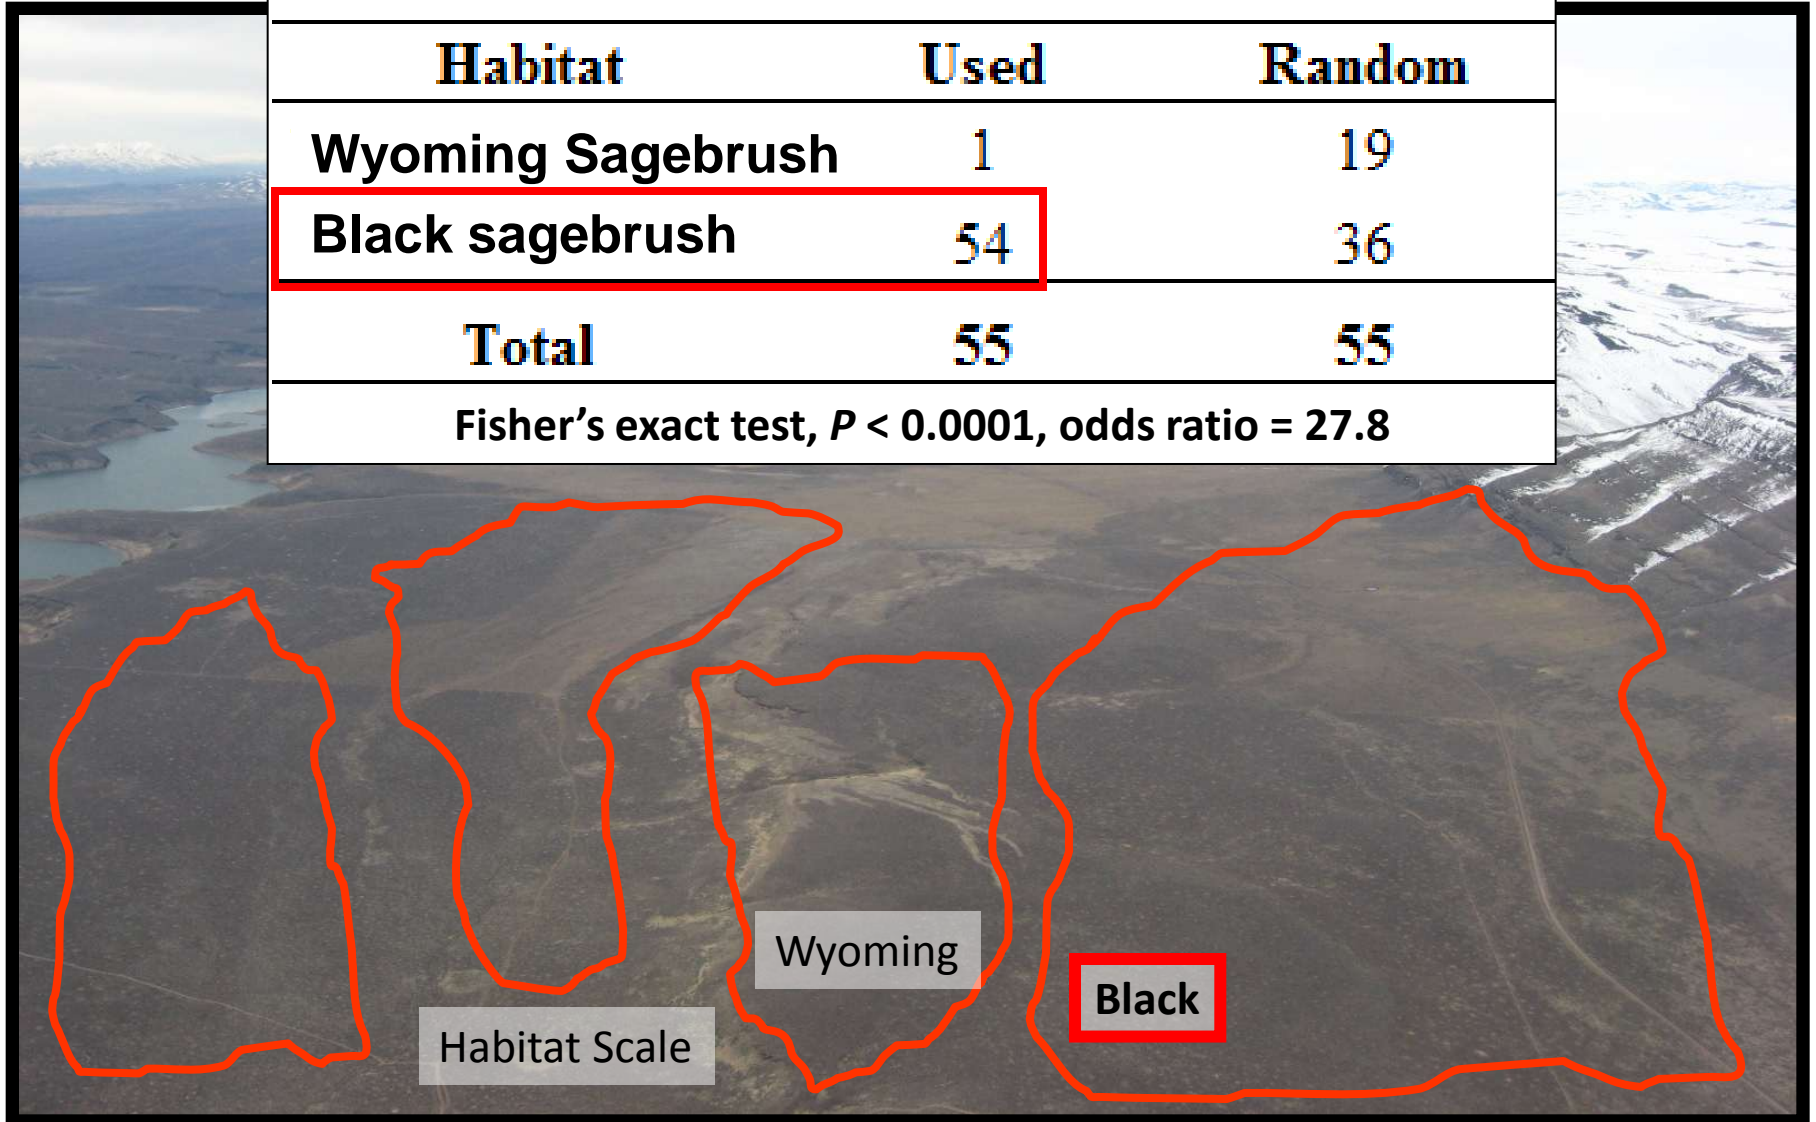 Habitat Used Random
Wyoming Sagebrush 1 19
Black sagebrush 54 36
Total 55 55
Fisher’s exact test, P < 0.0001, odds ratio = 27.8
Wyoming
Black
Habitat Scale